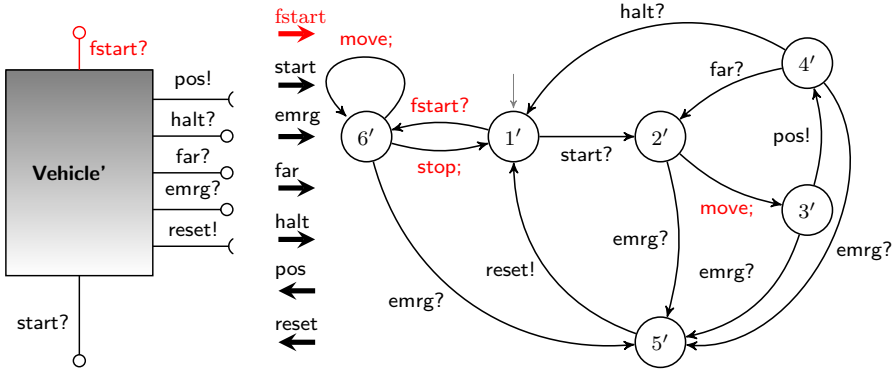 fstart?
Vehicle'
pos!
halt?
far?
emrg?
reset!
start?
fstart
start
emrg
far
halt
pos
reset
move;
6′
fstart?
stop;
1′
start?
2′
halt?
far?
4′
pos!
move;
3′
emrg?
emrg?
emrg?
emrg?
reset!
5′